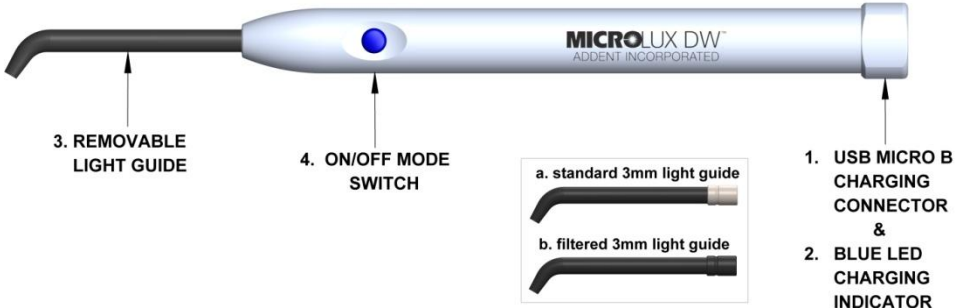 MICROLUX DW™
ADDENT INCORPORATED
3. REMOVABLE
LIGHT GUIDE
4. ON/OFF MODE
SWITCH
a. standard 3mm light guide
b. filtered 3mm light guide
1. USB MICRO B
CHARGING
CONNECTOR
&
2. BLUE LED
CHARGING
INDICATOR